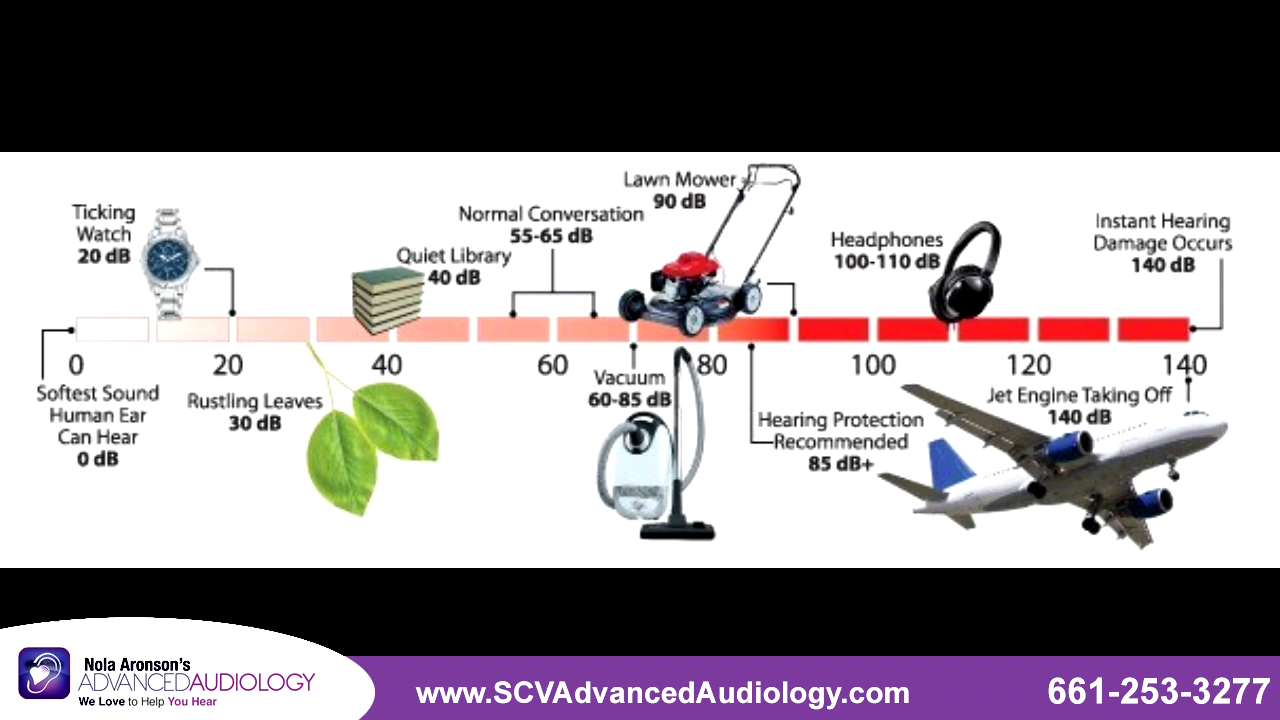 Ticking
Watch
20 dB
Quiet Library
40 dB
Normal Conversation
55-65 dB
Lawn Mower
90 dB
Headphones
100-110 dB
Instant Hearing
Damage Occurs
140 dB
0 20 40 60 80 100 120 140
Softest Sound
Human Ear
Can Hear
0 dB
Rustling Leaves
30 dB
Vacuum
60-85 dB
Hearing Protection
Recommended
85 dB+
Jet Engine Taking Off
140 dB
Nola Aronson's
ADVANCEDAUDIOLOGY
We Love to Help You Hear
www.SCVAdvancedAudiology.com
661-253-3277